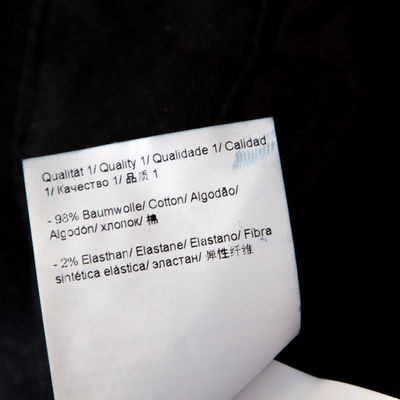 Qualität 1/ Quality 1/ Qualidade 1/ Calidad
1/ Качество 1/ 品质 1
- 98% Baumwolle/ Cotton/ Algodão/
Algodón/ хлопок/ 棉
- 2% Elasthan/ Elastane/ Elastano/ Fibra
sintética elástica/ эластан/ 弹性纤维